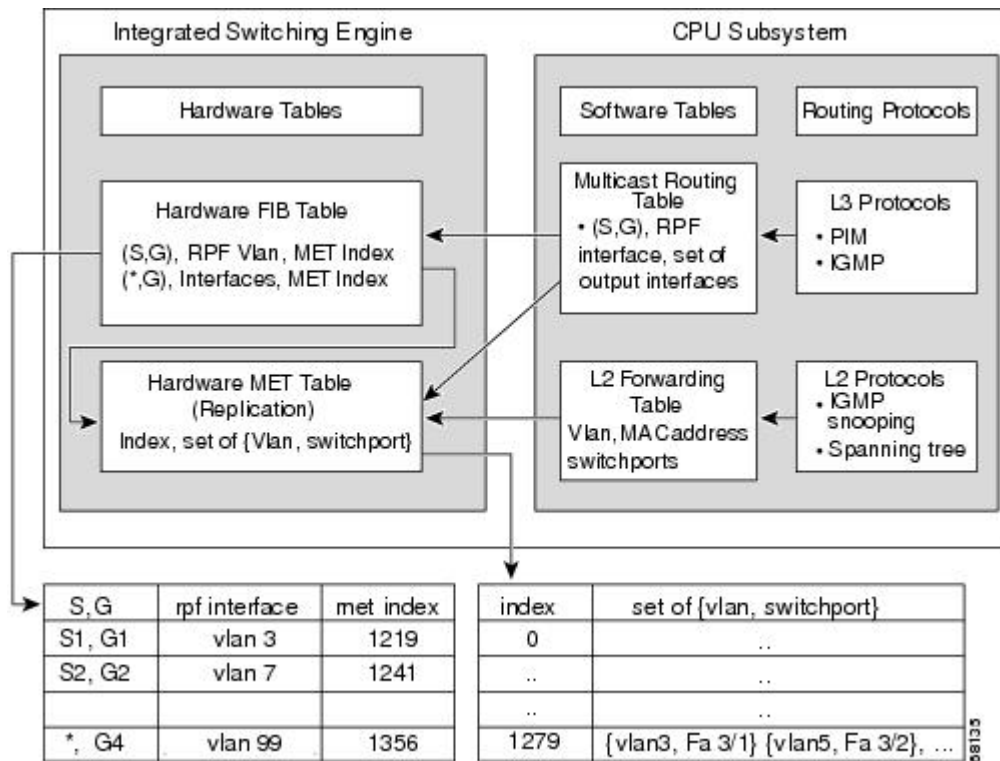 Integrated Switching Engine
CPU Subsystem
Hardware Tables
Software Tables
Routing Protocols
Hardware FIB Table
(S,G), RPF Vlan, MET Index
(*,G), Interfaces, MET Index
Multicast Routing
Table
• (S,G), RPF
interface, set of
output interfaces
L3 Protocols
• PIM
• IGMP
Hardware MET Table
(Replication)
Index, set of {Vlan, switchport}
L2 Forwarding
Table
Vlan, MAC address
switchports
L2 Protocols
• IGMP
snooping
• Spanning tree
S,G rpf interface met index
S1, G1 vlan 3 1219
S2, G2 vlan 7 1241
*, G4 vlan 99 1356
index set of {vlan, switchport}
0 ..
.. ..
.. ..
1279 {vlan3, Fa 3/1} {vlan5, Fa 3/2}, ...
68135